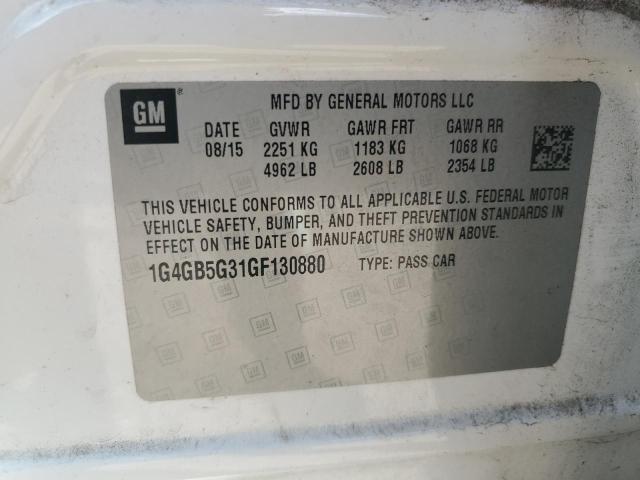 GM ® MFD BY GENERAL MOTORS LLC
DATE GVWR GAWR FRT GAWR RR
08/15 2251 KG 1183 KG 1068 KG
4962 LB 2608 LB 2354 LB
THIS VEHICLE CONFORMS TO ALL APPLICABLE U.S. FEDERAL MOTOR
VEHICLE SAFETY, BUMPER, AND THEFT PREVENTION STANDARDS IN
EFFECT ON THE DATE OF MANUFACTURE SHOWN ABOVE.
1G4GB5G31GF130880 TYPE: PASS CAR